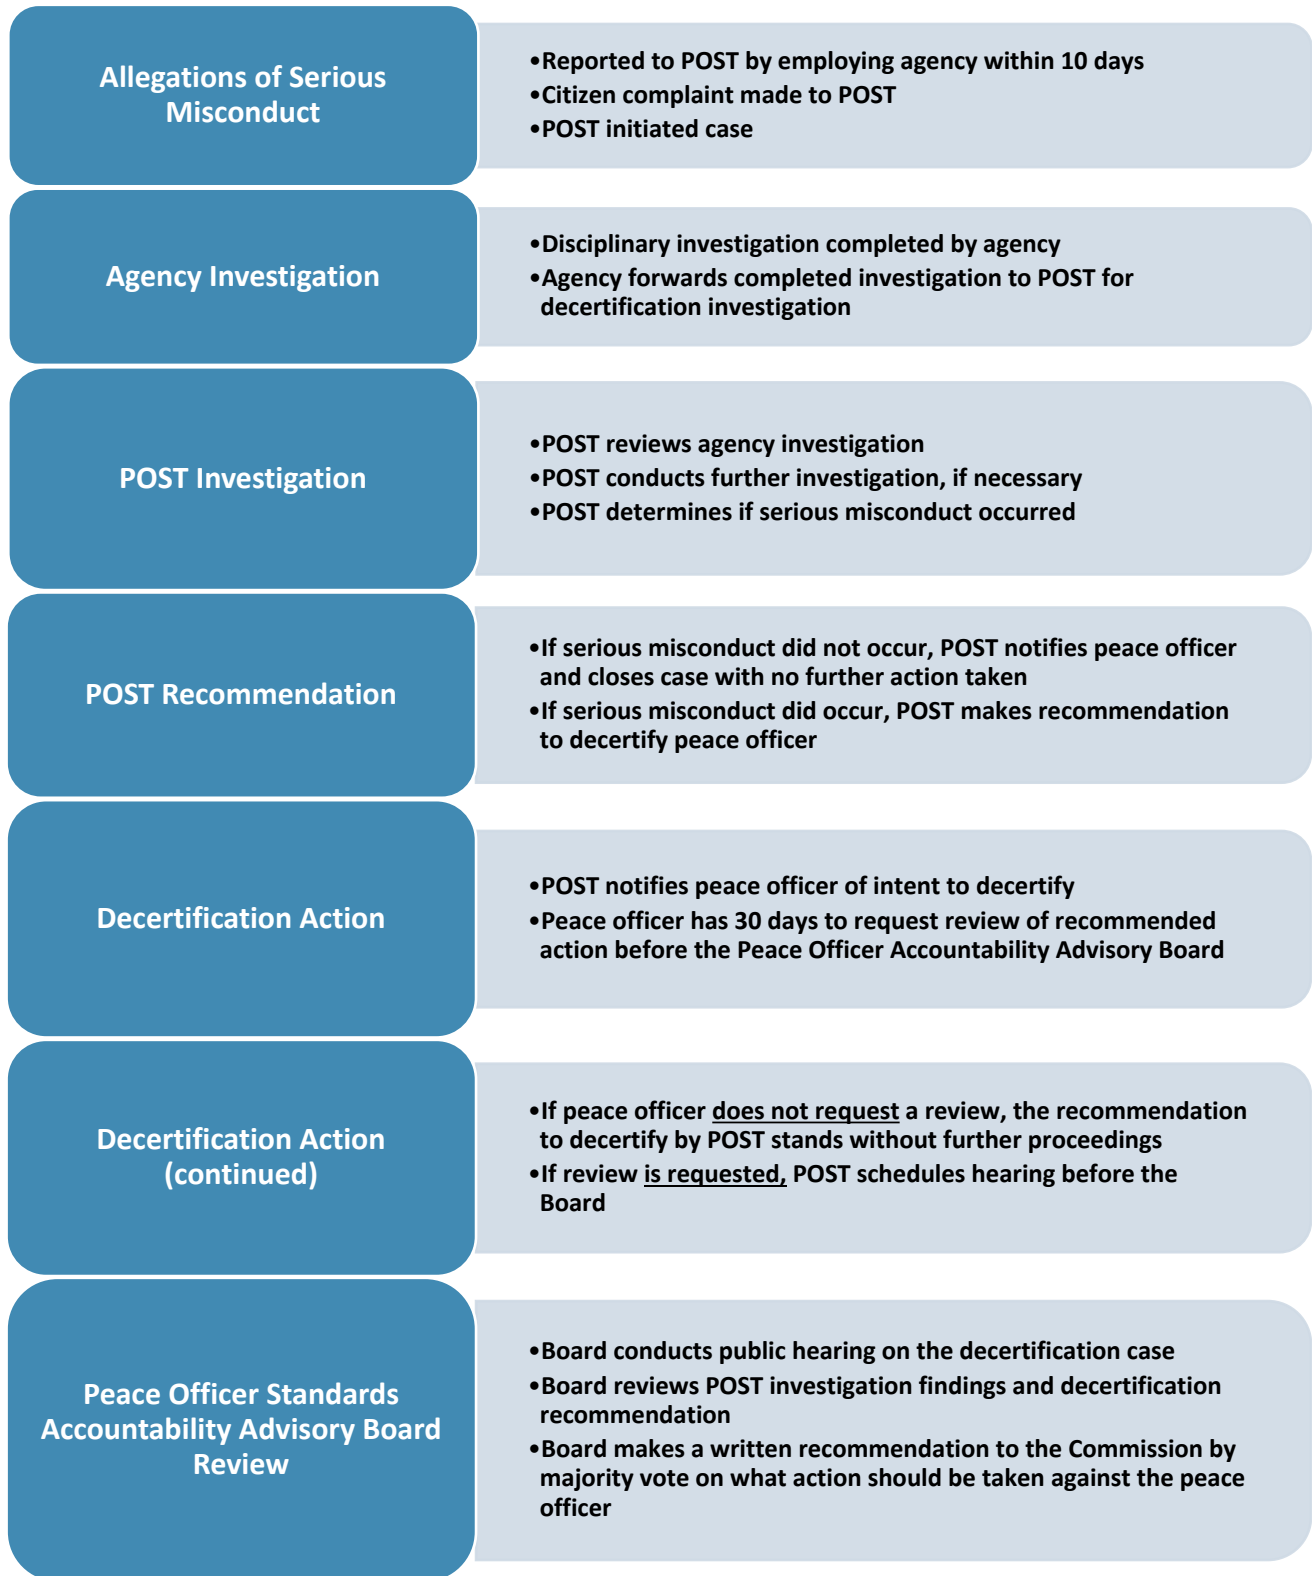 Allegations of Serious
Misconduct
•Reported to POST by employing agency within 10 days
•Citizen complaint made to POST
•POST initiated case
Agency Investigation
•Disciplinary investigation completed by agency
•Agency forwards completed investigation to POST for
decertification investigation
POST Investigation
•POST reviews agency investigation
•POST conducts further investigation, if necessary
•POST determines if serious misconduct occurred
POST Recommendation
•If serious misconduct did not occur, POST notifies peace officer
and closes case with no further action taken
•If serious misconduct did occur, POST makes recommendation
to decertify peace officer
Decertification Action
•POST notifies peace officer of intent to decertify
•Peace officer has 30 days to request review of recommended
action before the Peace Officer Accountability Advisory Board
Decertification Action
(continued)
•If peace officer does not request a review, the recommendation
to decertify by POST stands without further proceedings
•If review is requested, POST schedules hearing before the
Board
Peace Officer Standards
Accountability Advisory Board
Review
•Board conducts public hearing on the decertification case
•Board reviews POST investigation findings and decertification
recommendation
•Board makes a written recommendation to the Commission by
majority vote on what action should be taken against the peace
officer